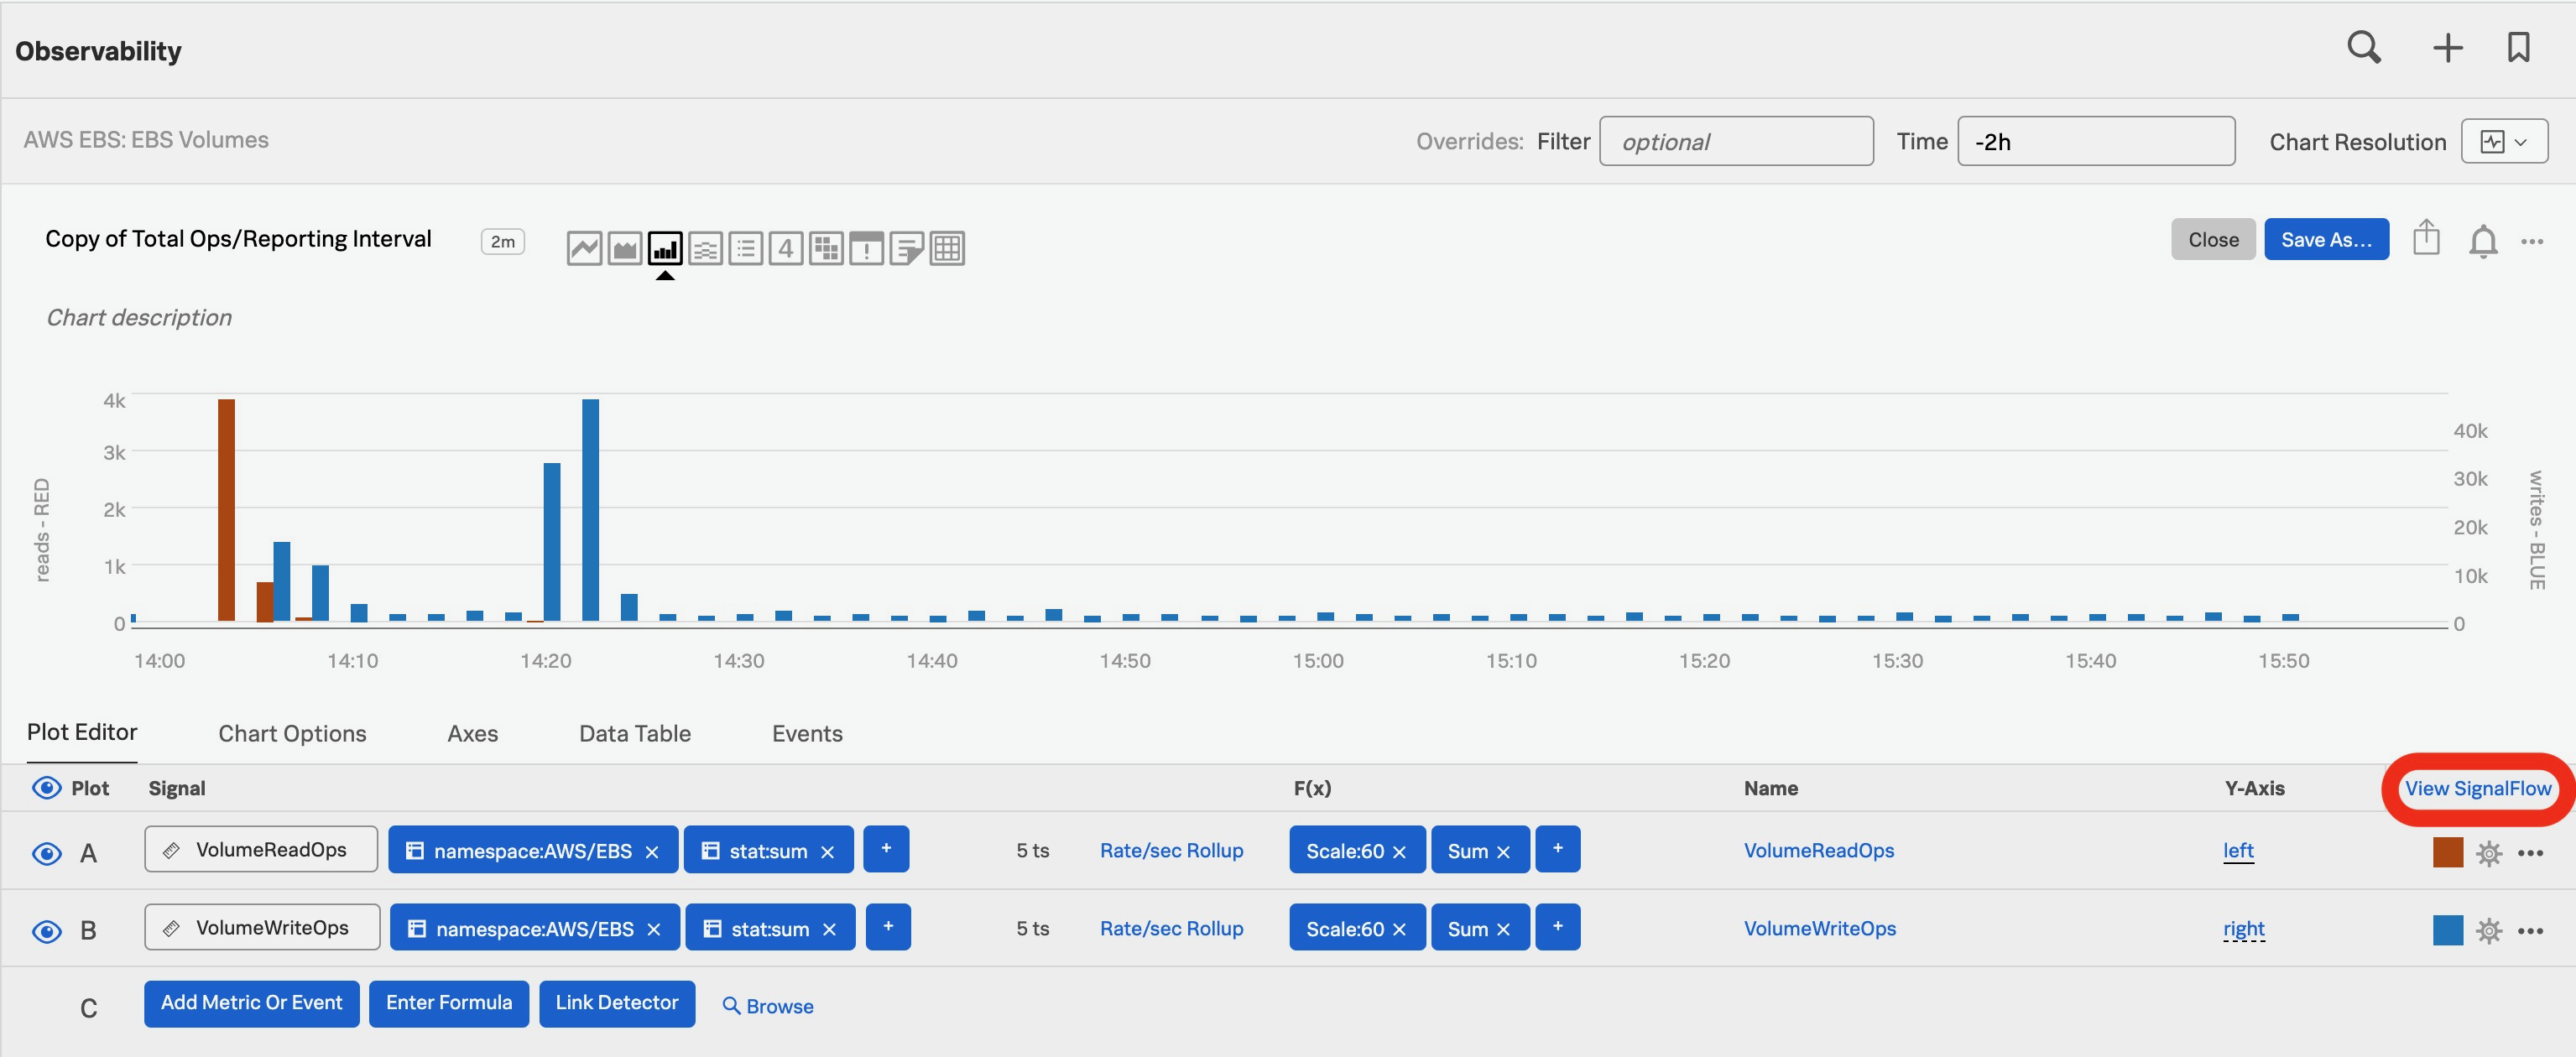 Observability
AWS EBS: EBS Volumes
Overrides: Filter optional Time -2h Chart Resolution
Copy of Total Ops/Reporting Interval 2m 4 Close Save As...
Chart description
reads - RED
4k
3k
2k
1k
0
40k
30k
20k
10k
0
writes - BLUE
14:00 14:10 14:20 14:30 14:40 14:50 15:00 15:10 15:20 15:30 15:40 15:50
Plot Editor Chart Options Axes Data Table Events
Plot Signal F(x) Name Y-Axis View SignalFlow
A VolumeReadOps namespace:AWS/EBS × stat:sum × + 5 ts Rate/sec Rollup Scale:60 × Sum × + VolumeReadOps left
B VolumeWriteOps namespace:AWS/EBS × stat:sum × + 5 ts Rate/sec Rollup Scale:60 × Sum × + VolumeWriteOps right
C Add Metric Or Event Enter Formula Link Detector Browse